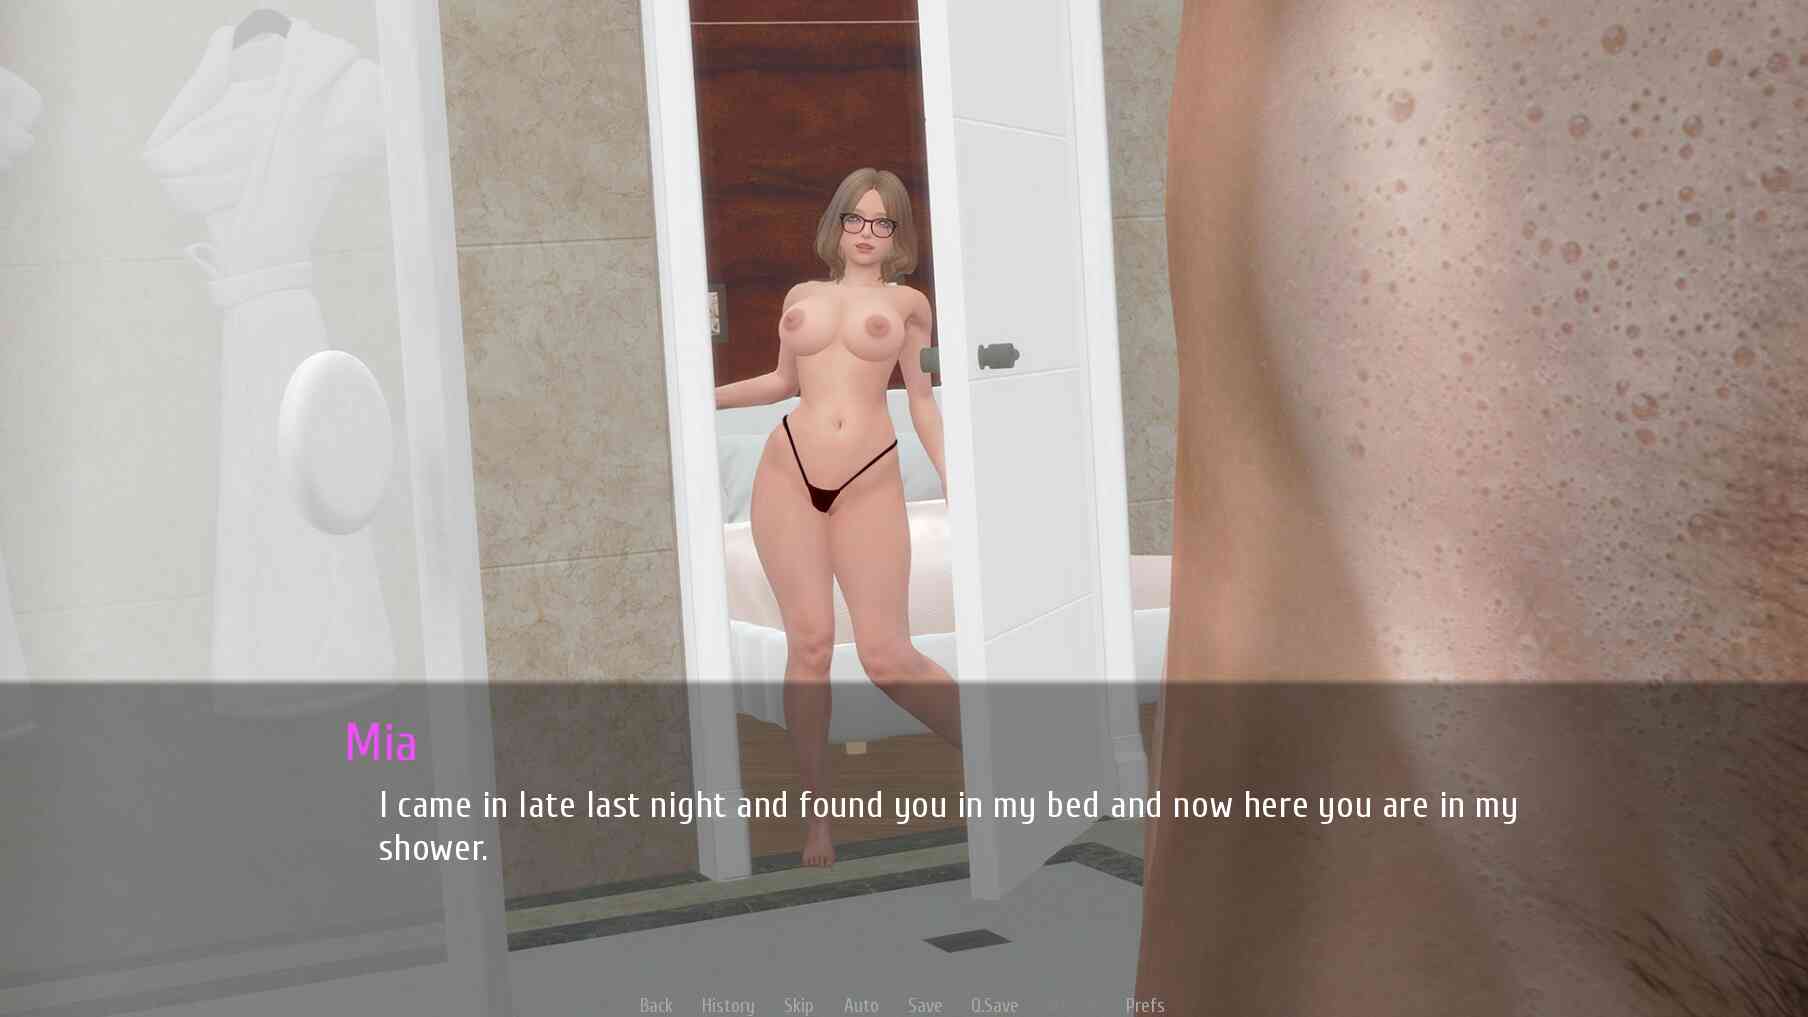 Mia
I came in late last night and found you in my bed and now here you are in my
shower.
Back History Skip Auto Save Q.Save Prefs